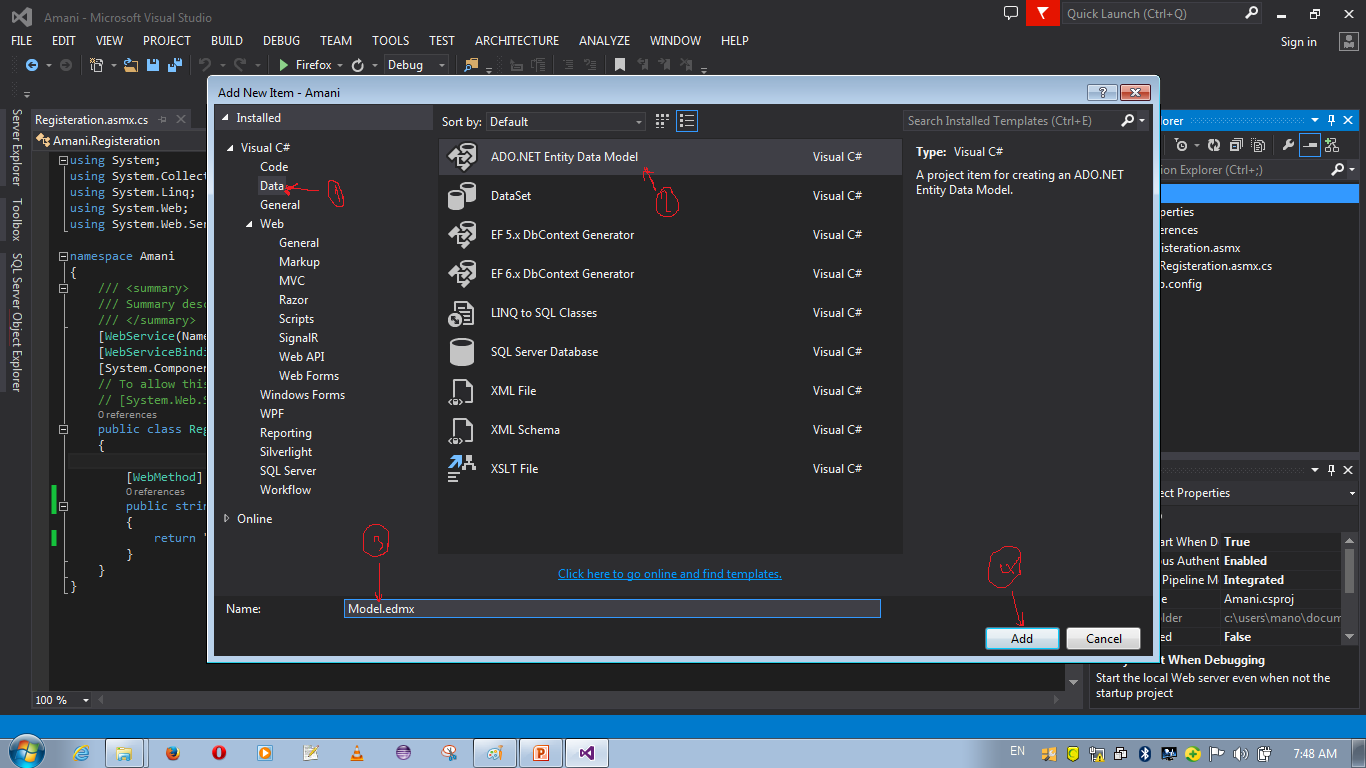 Amani - Microsoft Visual Studio
Quick Launch (Ctrl+Q)
FILE EDIT VIEW PROJECT BUILD DEBUG TEAM TOOLS TEST ARCHITECTURE ANALYZE WINDOW HELP
Sign in
Firefox Debug
Server Explorer
Toolbox
SQL Server Object Explorer
Registeration.asmx.cs
Amani.Registeration
using System;
using System.Collect
using System.Linq;
using System.Web;
using System.Web.Ser
namespace Amani
{
/// <summary>
/// Summary desc
/// </summary>
[WebService(Name
[WebServiceBindi
[System.Componen
// To allow this
// [System.Web.S
0 references
public class Reg
{
[WebMethod]
0 references
public strin
{
return "
}
}
}
100 %
Add New Item - Amani
Installed
Visual C#
Code
Data
General
Web
General
Markup
MVC
Razor
Scripts
SignalR
Web API
Web Forms
Windows Forms
WPF
Reporting
Silverlight
SQL Server
Workflow
Online
1
Sort by: Default
Search Installed Templates (Ctrl+E)
ADO.NET Entity Data Model Visual C#
DataSet Visual C#
EF 5.x DbContext Generator Visual C#
EF 6.x DbContext Generator Visual C#
LINQ to SQL Classes Visual C#
SQL Server Database Visual C#
XML File Visual C#
XML Schema Visual C#
XSLT File Visual C#
2
Type: Visual C#
A project item for creating an ADO.NET
Entity Data Model.
Click here to go online and find templates.
3
Name: Model.edmx
Add Cancel
orer
ion Explorer (Ctrl+;)
perties
erences
isteration.asmx
Registeration.asmx.cs
b.config
ct Properties
art When D True
ous Authent Enabled
Pipeline M Integrated
e Amani.csproj
older c:\users\mano\docum
ed False
t When Debugging
Start the local Web server even when not the
startup project
EN
7:48 AM